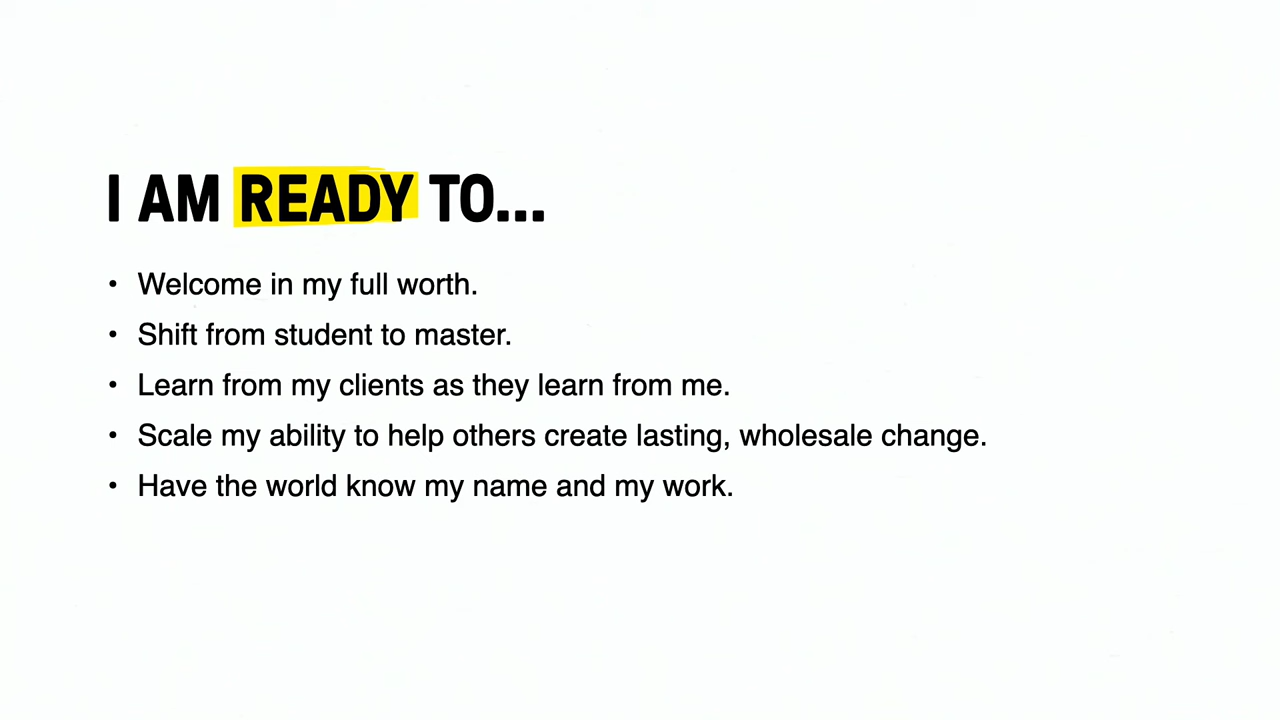 I AM READY TO...
• Welcome in my full worth.
• Shift from student to master.
• Learn from my clients as they learn from me.
• Scale my ability to help others create lasting, wholesale change.
• Have the world know my name and my work.